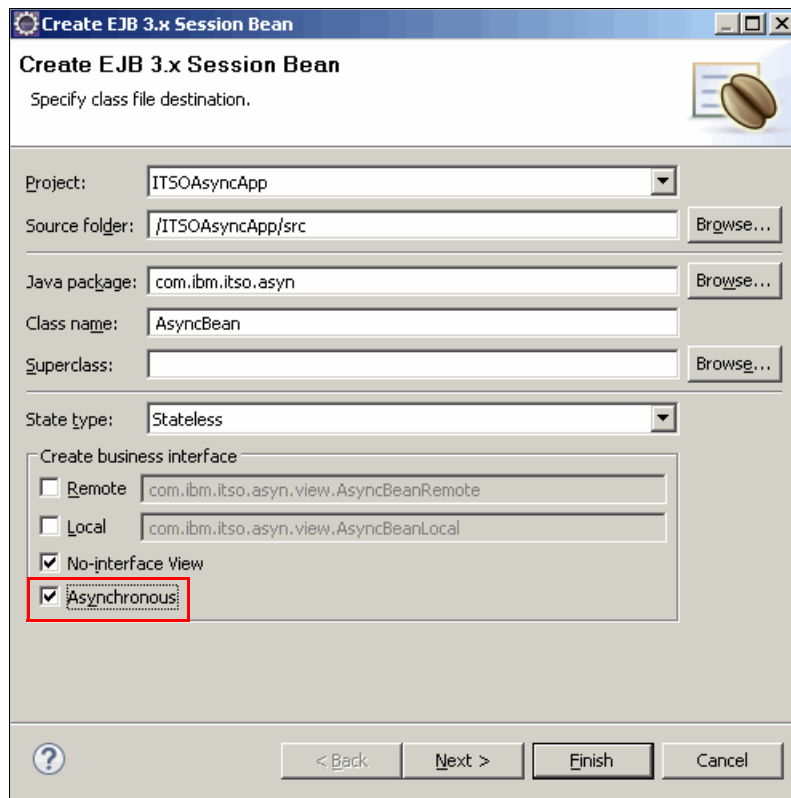 Create EJB 3.x Session Bean
Create EJB 3.x Session Bean
Specify class file destination.
Project: ITSOAsyncApp
Source folder: /ITSOAsyncApp/src Browse...
Java package: com.ibm.itso.asyn Browse...
Class name: AsyncBean
Superclass: Browse...
State type: Stateless
Create business interface
Remote com.ibm.itso.asyn.view.AsyncBeanRemote
Local com.ibm.itso.asyn.view.AsyncBeanLocal
No-interface View
Asynchronous
? < Back Next > Finish Cancel